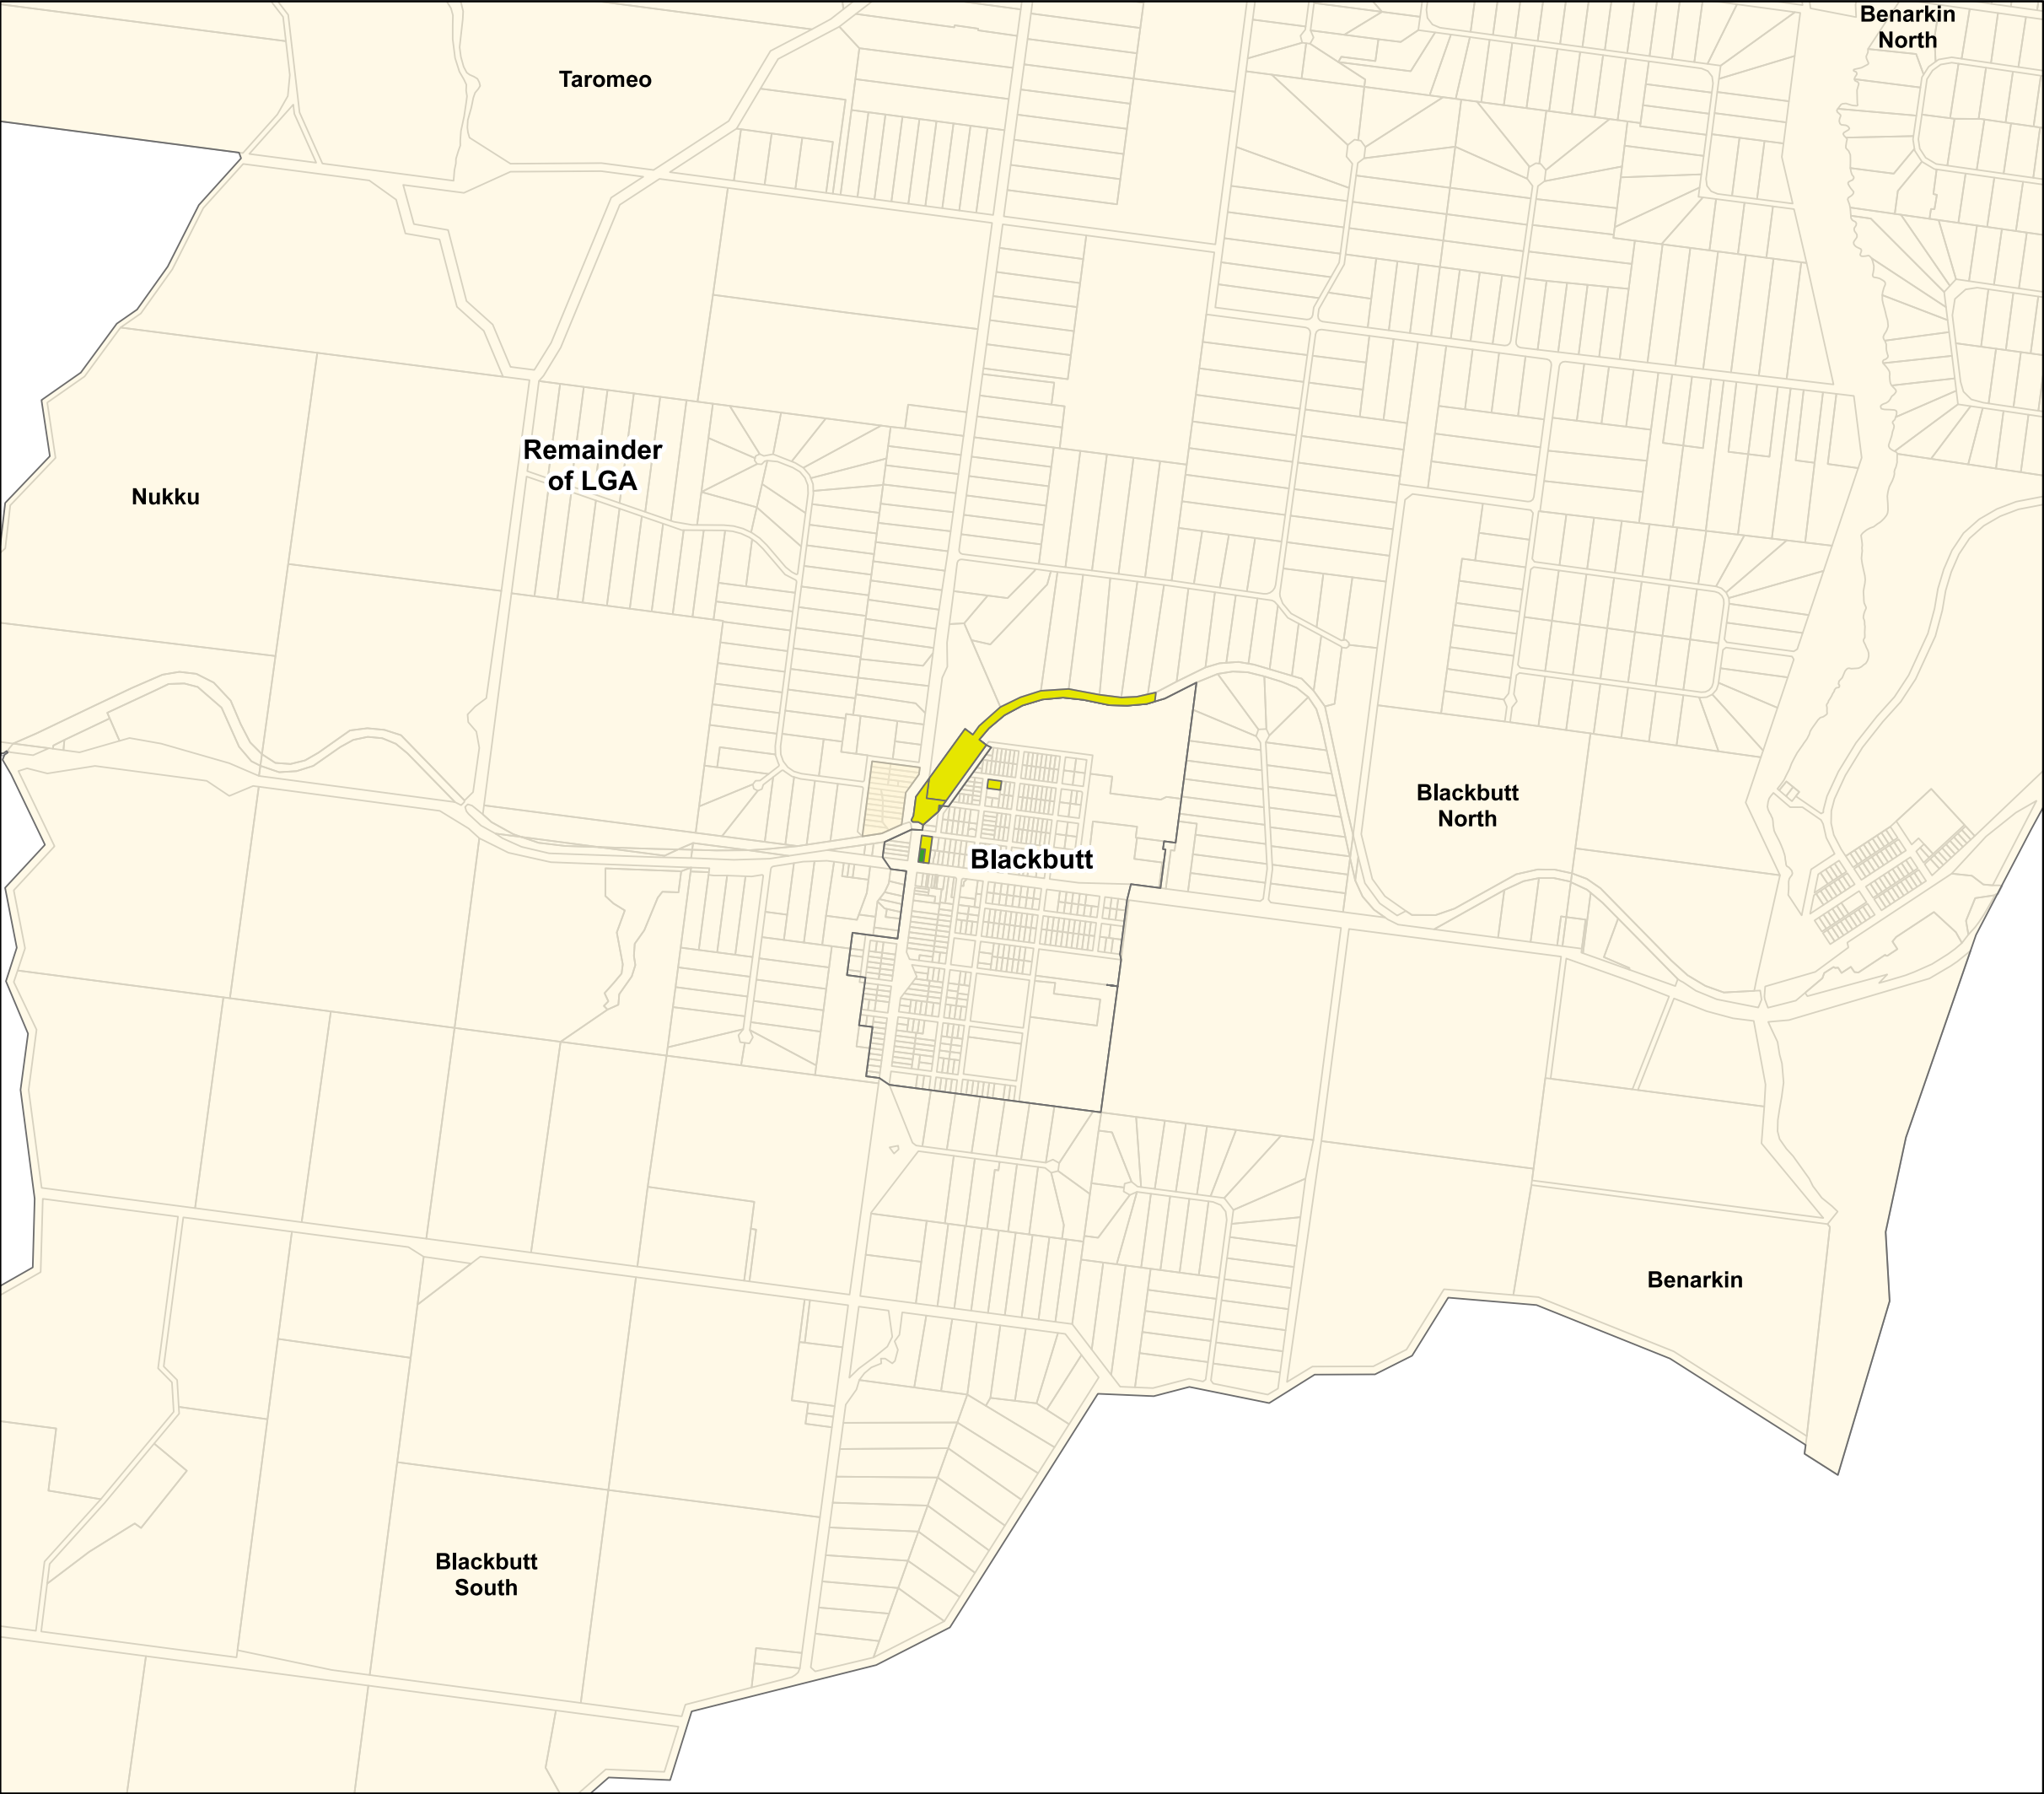 Benarkin
North
Taromeo
Remainder
of LGA
Nukku
Blackbutt
North
Blackbutt
Benarkin
Blackbutt
South